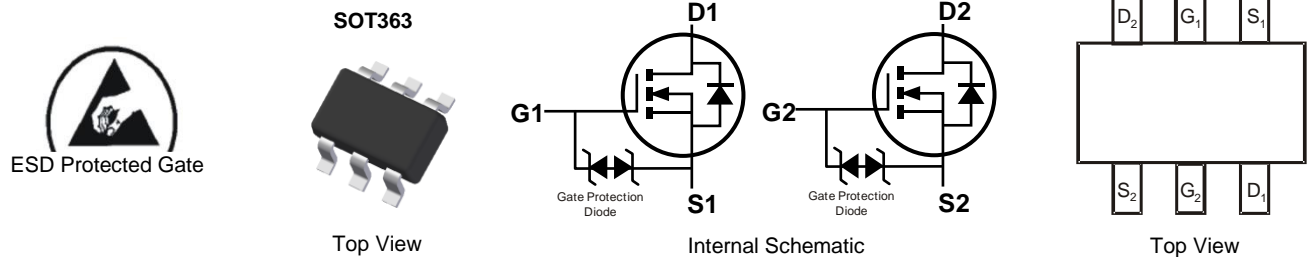 ESD Protected Gate
SOT363
Top View
D1
G1
Gate Protection
Diode
S1
D2
G2
Gate Protection
Diode
S2
Internal Schematic
D2 G1 S1
S2 G2 D1
Top View